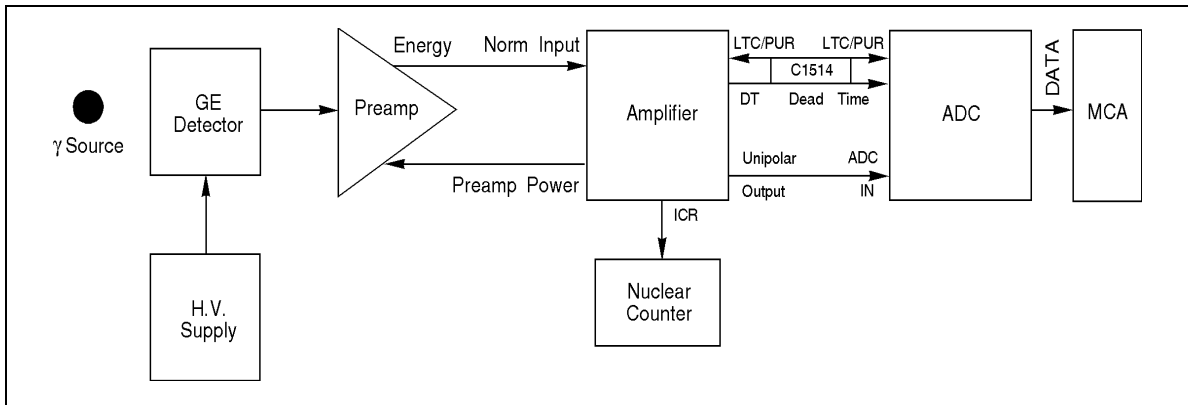 γ Source
GE
Detector
H.V.
Supply
Preamp
Energy Norm Input
Preamp Power
Amplifier
ICR
Nuclear
Counter
LTC/PUR LTC/PUR
C1514
DT Dead Time
Unipolar ADC
Output IN
ADC
DATA
MCA